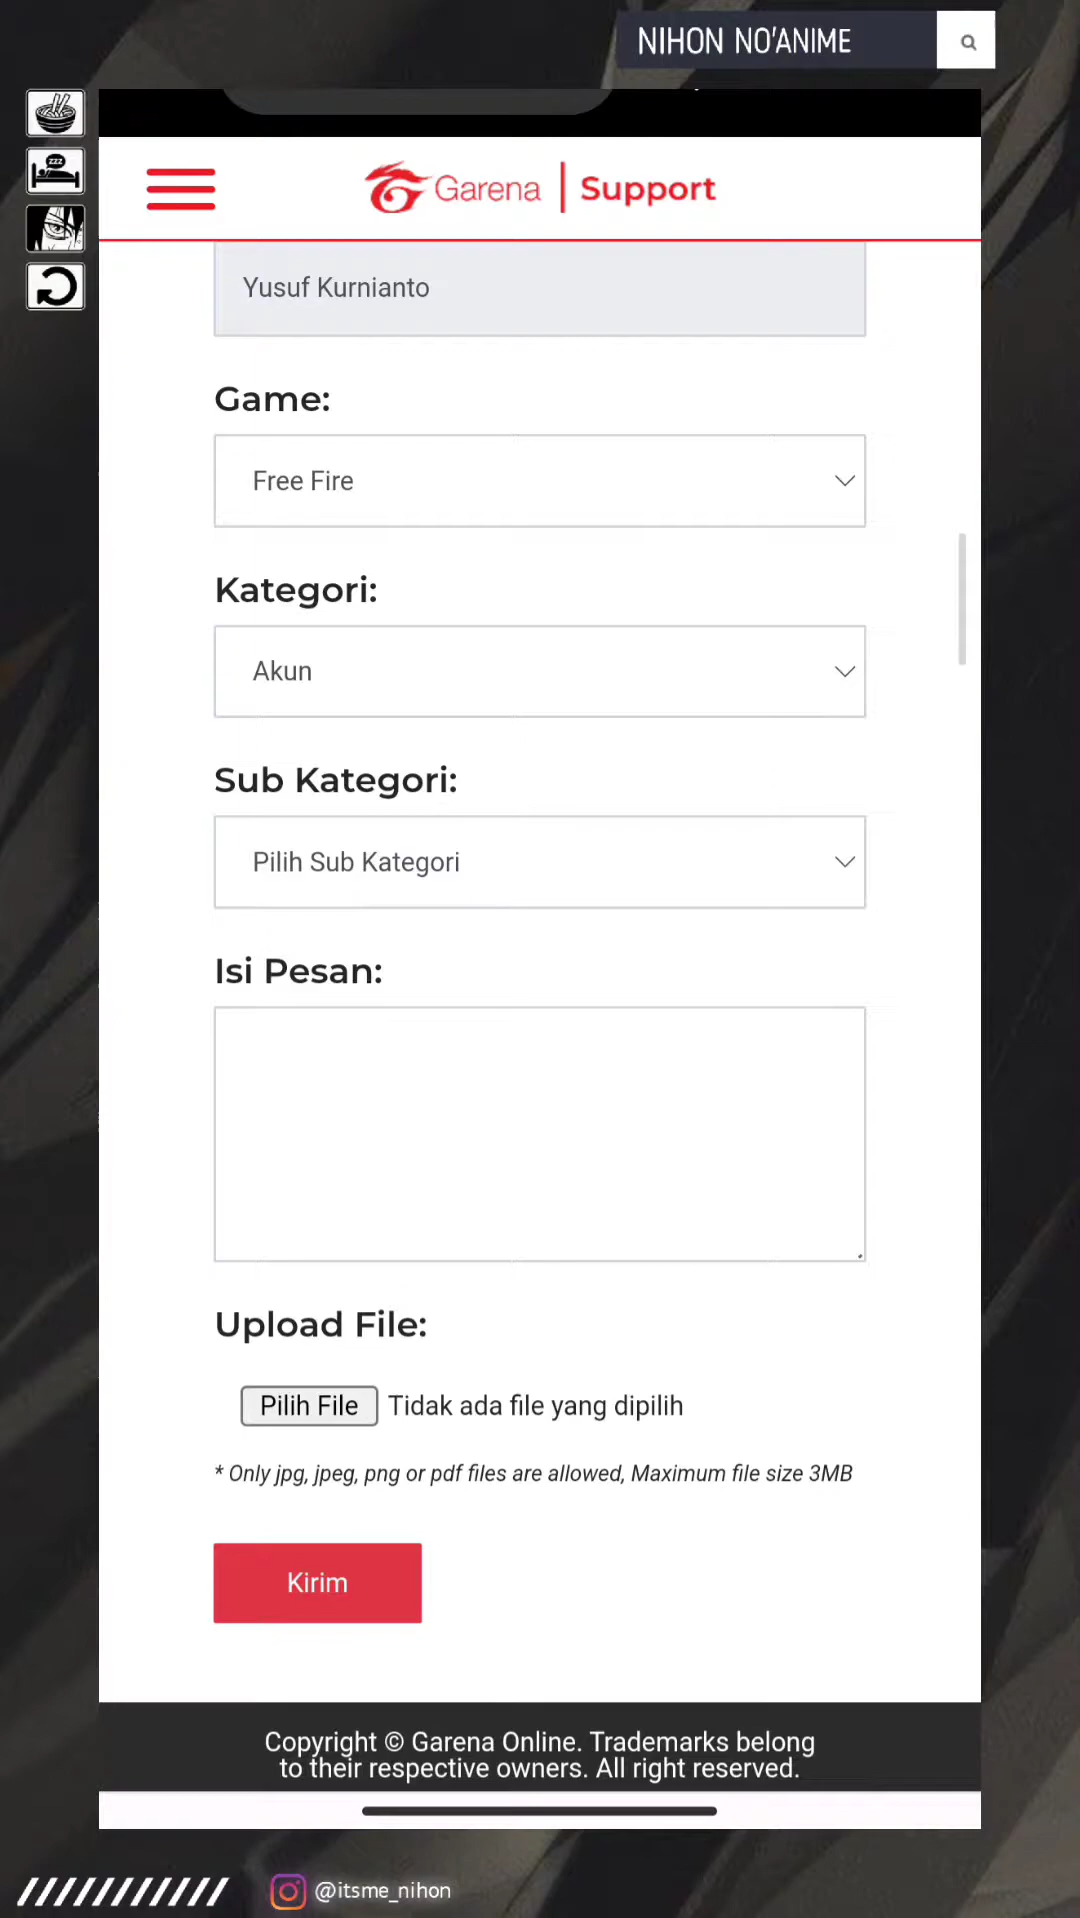 NIHON NO'ANIME
zzz
Garena | Support
Yusuf Kurnianto
Game:
Free Fire
Kategori:
Akun
Sub Kategori:
Pilih Sub Kategori
Isi Pesan:
Upload File:
Pilih File Tidak ada file yang dipilih
* Only jpg, jpeg, png or pdf files are allowed, Maximum file size 3MB
Kirim
Copyright © Garena Online. Trademarks belong
to their respective owners. All right reserved.
@itsme_nihon